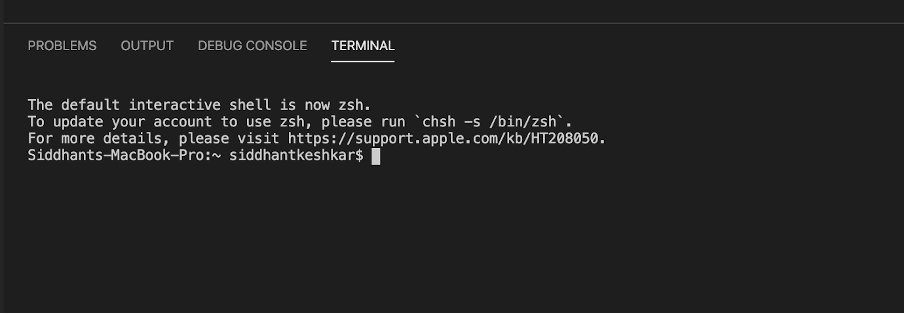 PROBLEMS OUTPUT DEBUG CONSOLE TERMINAL
The default interactive shell is now zsh.
To update your account to use zsh, please run `chsh -s /bin/zsh`.
For more details, please visit https://support.apple.com/kb/HT208050.
Siddhants-MacBook-Pro:~ siddhantkeshkar$